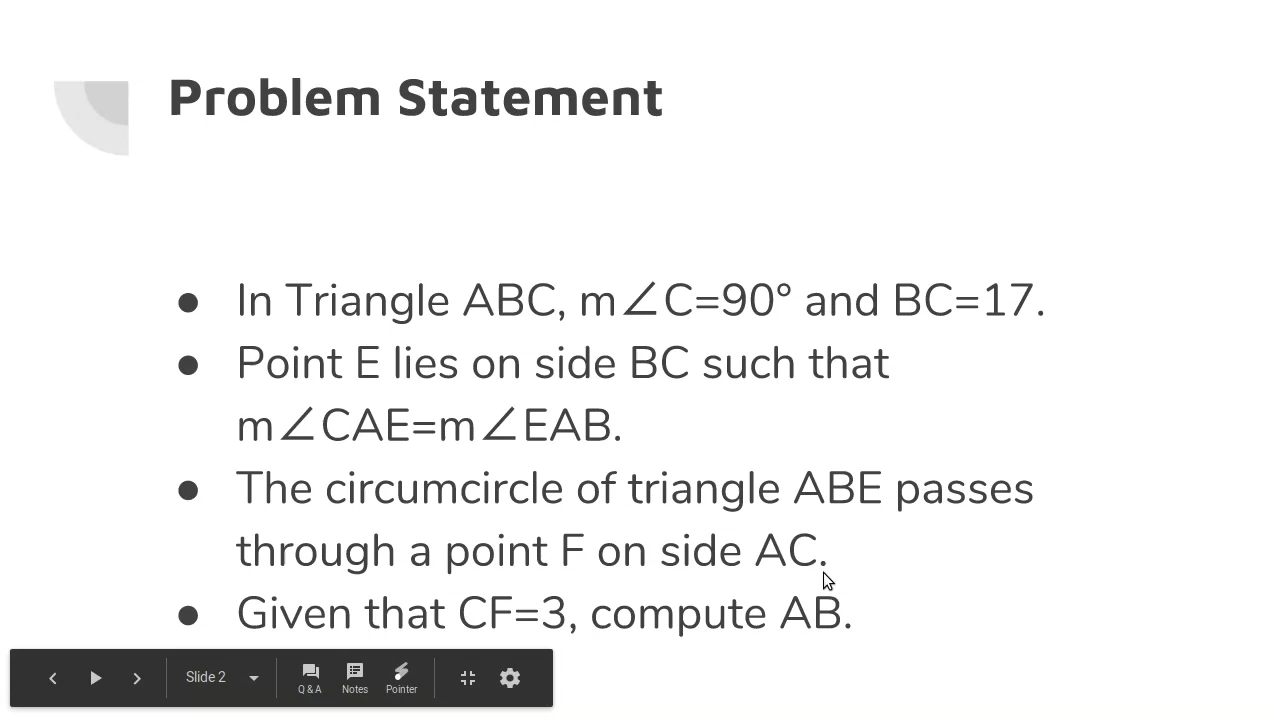 Problem Statement
● In Triangle ABC, m∠C=90° and BC=17.
● Point E lies on side BC such that
m∠CAE=m∠EAB.
● The circumcircle of triangle ABE passes
through a point F on side AC.
● Given that CF=3, compute AB.
Slide 2
Q & A Notes Pointer